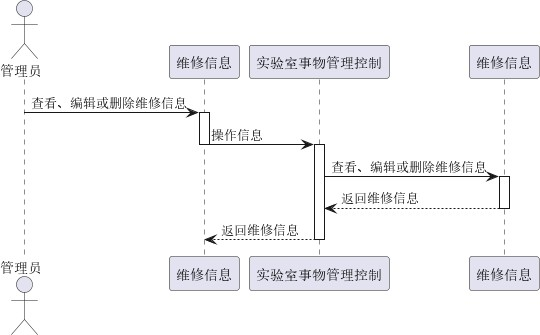 管理员
维修信息
实验室事物管理控制
维修信息
查看、编辑或删除维修信息
操作信息
查看、编辑或删除维修信息
返回维修信息
返回维修信息
管理员
维修信息
实验室事物管理控制
维修信息